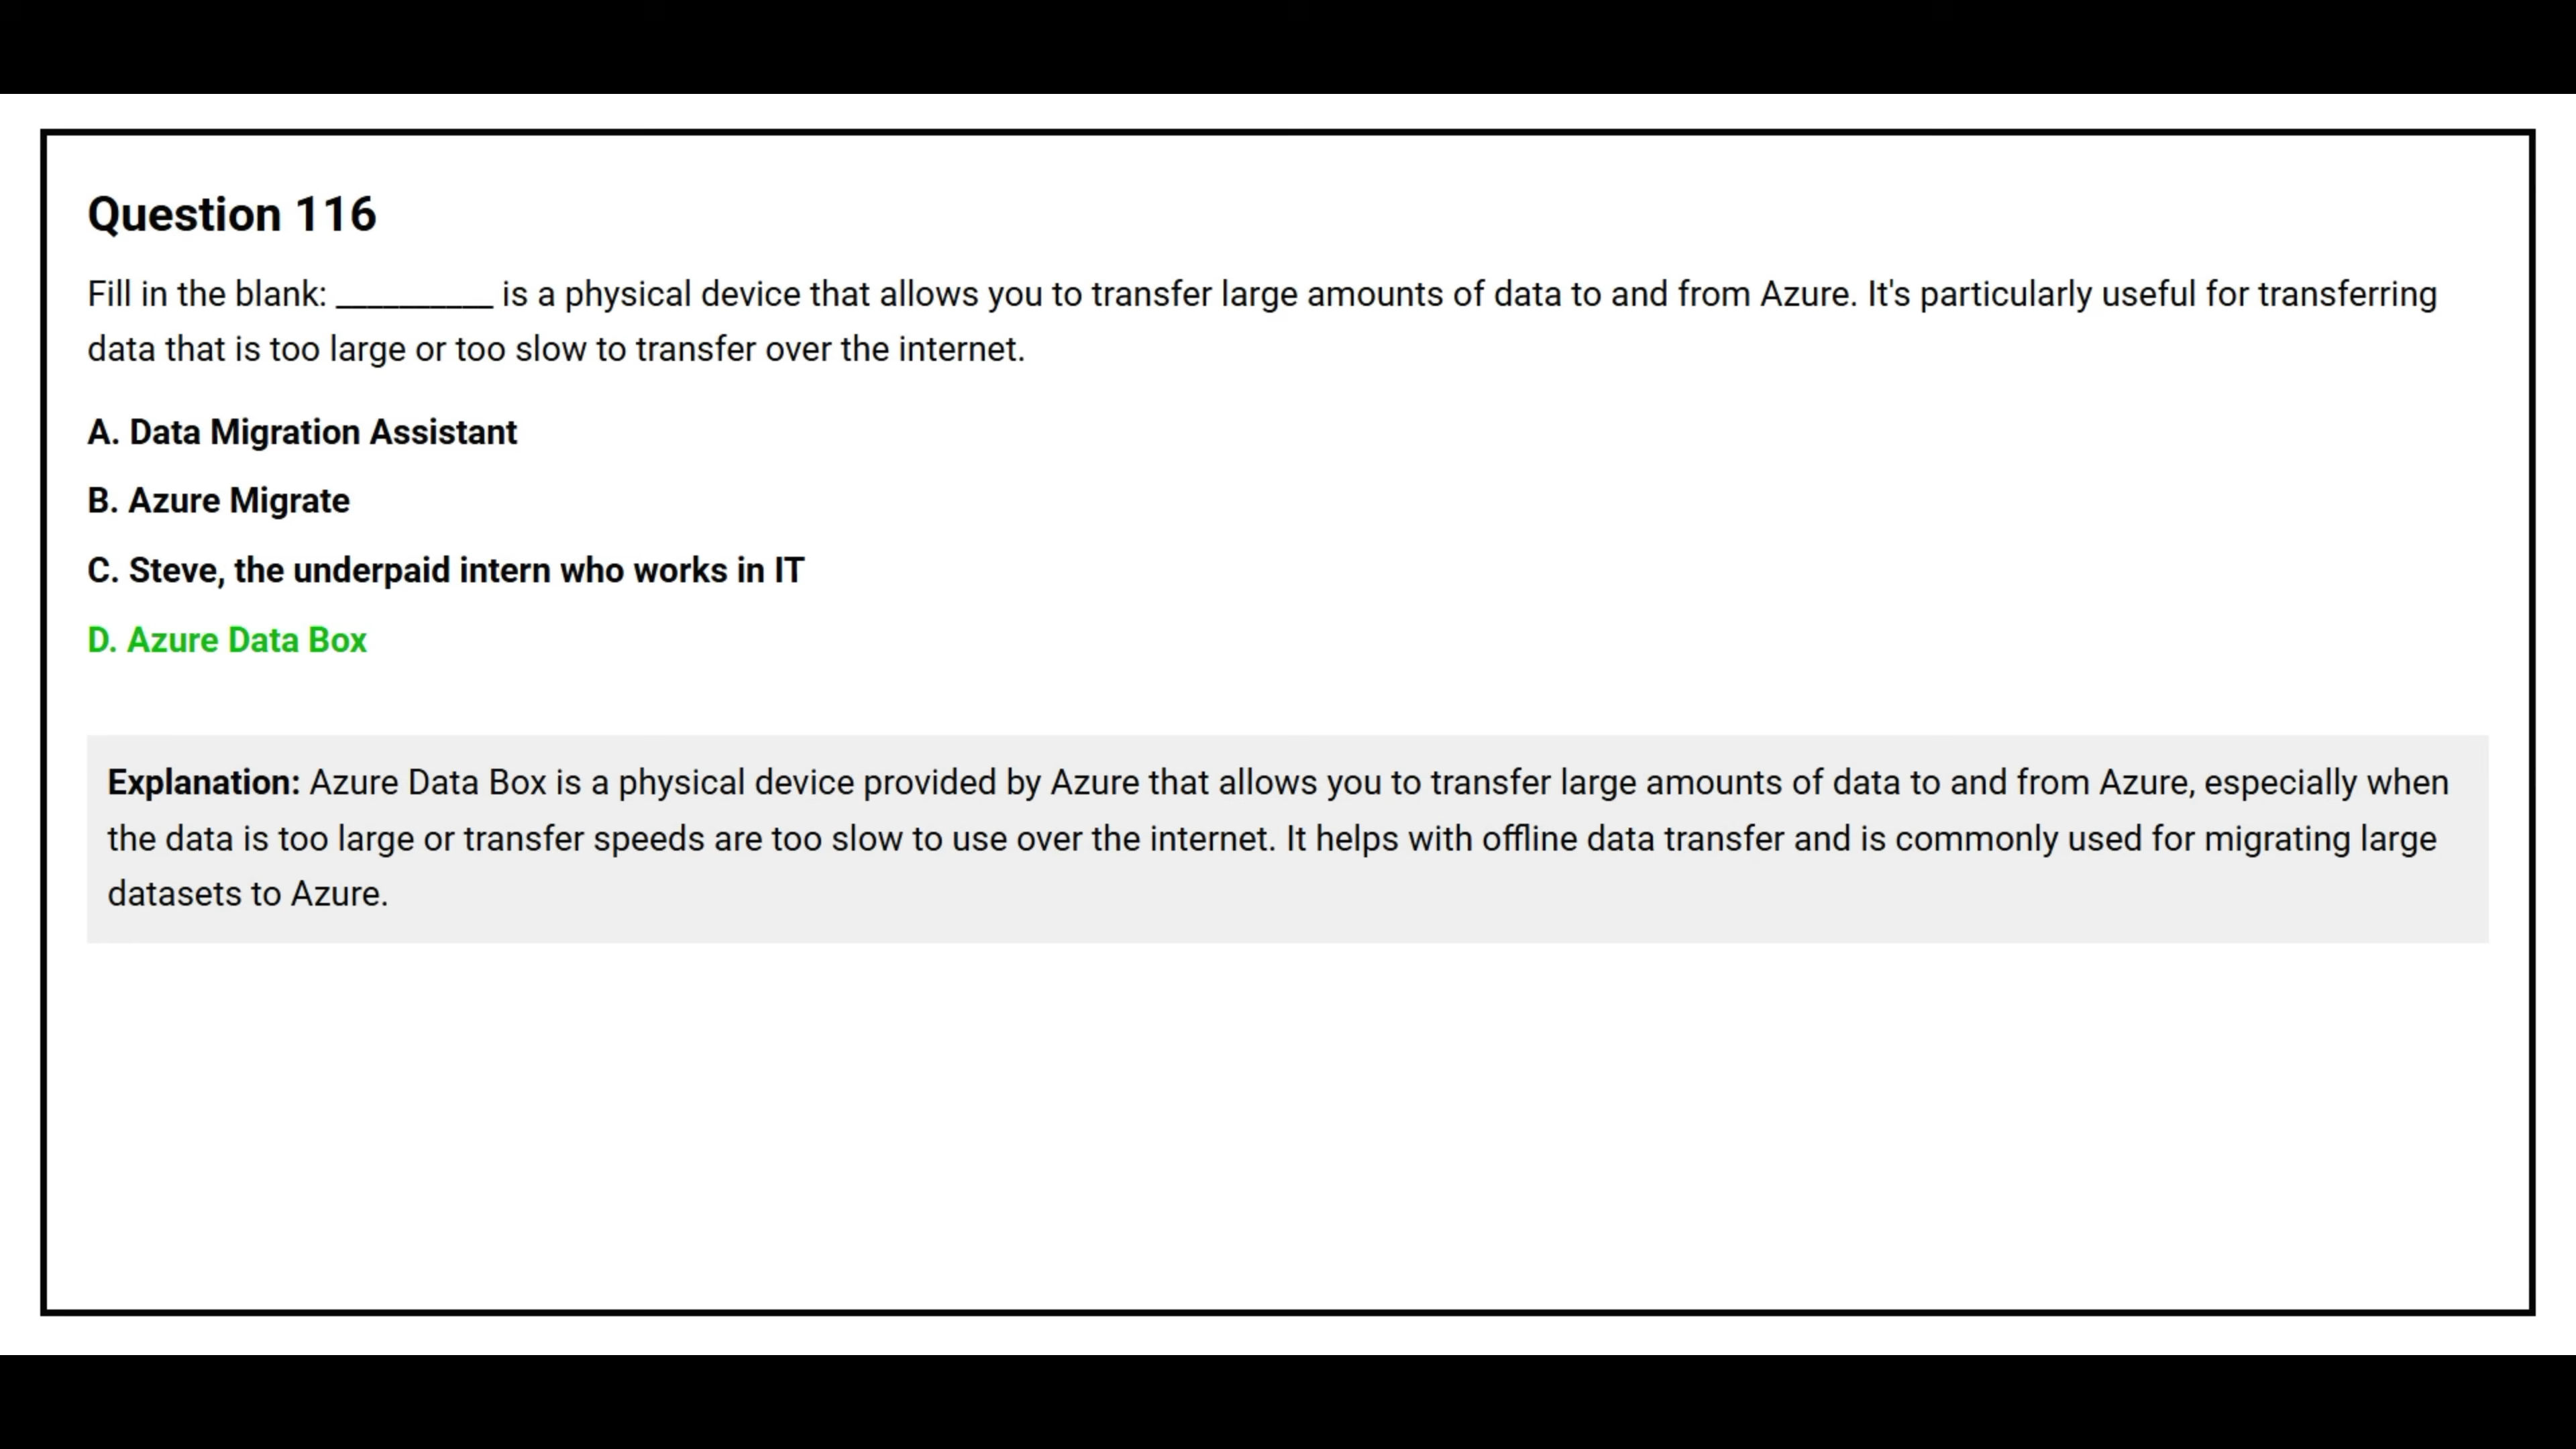 Question 116
Fill in the blank: __________ is a physical device that allows you to transfer large amounts of data to and from Azure. It's particularly useful for transferring
data that is too large or too slow to transfer over the internet.
A. Data Migration Assistant
B. Azure Migrate
C. Steve, the underpaid intern who works in IT
D. Azure Data Box
Explanation: Azure Data Box is a physical device provided by Azure that allows you to transfer large amounts of data to and from Azure, especially when
the data is too large or transfer speeds are too slow to use over the internet. It helps with offline data transfer and is commonly used for migrating large
datasets to Azure.